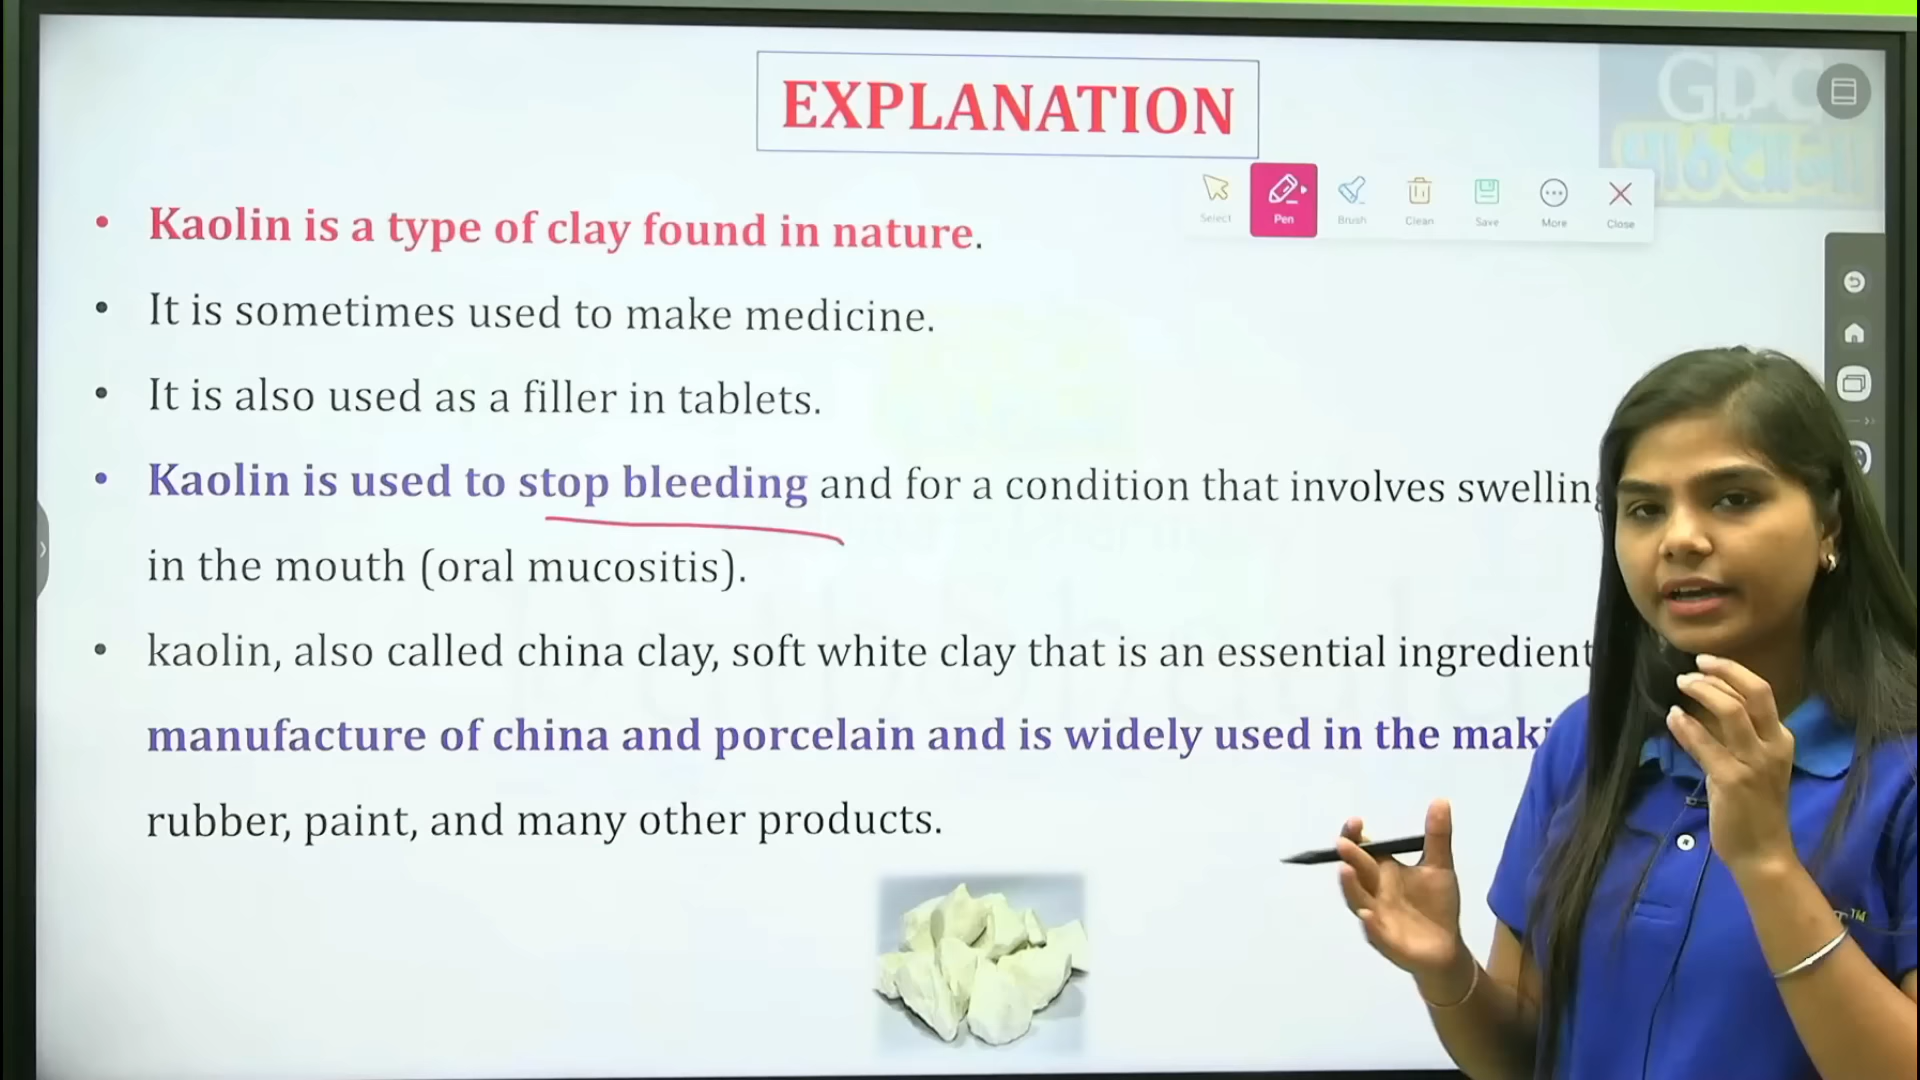 EXPLANATION
GDC
पाठशाला
Select
Pen
Brush
Clean
Save
More
Close
• Kaolin is a type of clay found in nature.
• It is sometimes used to make medicine.
• It is also used as a filler in tablets.
• Kaolin is used to stop bleeding and for a condition that involves swelling
in the mouth (oral mucositis).
• kaolin, also called china clay, soft white clay that is an essential ingredient
manufacture of china and porcelain and is widely used in the
rubber, paint, and many other products.